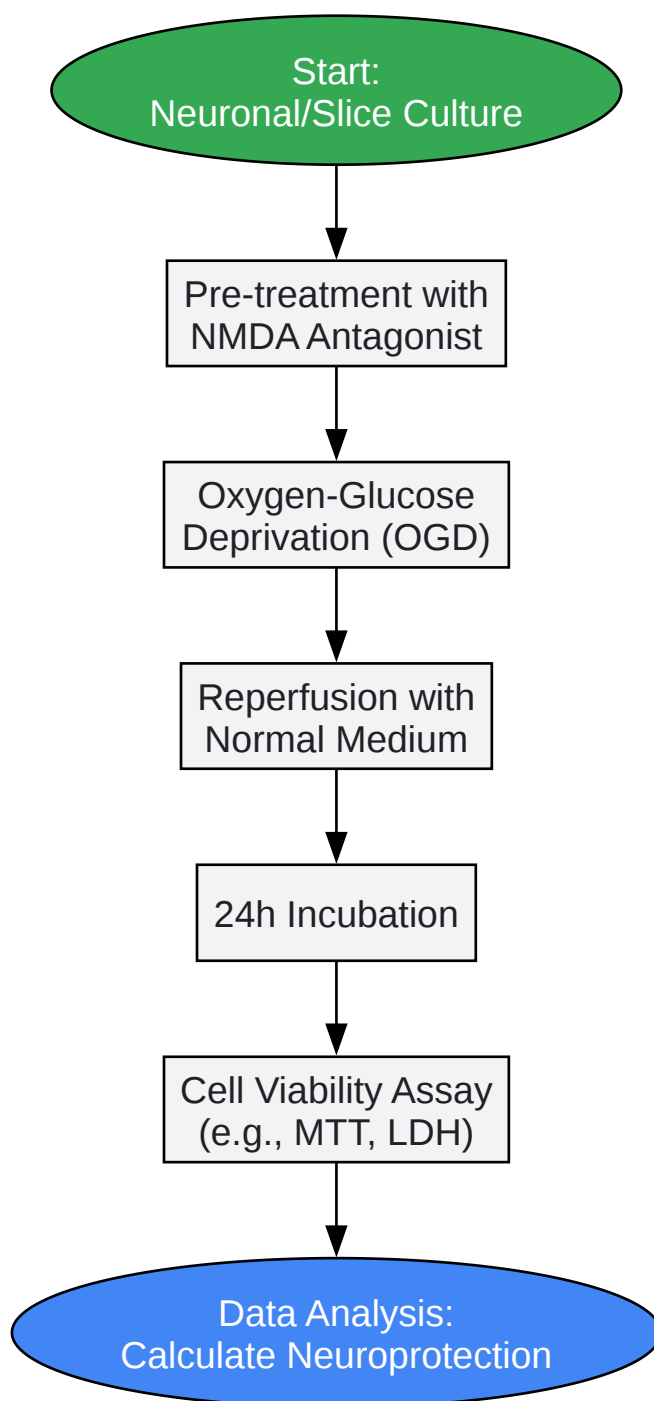 Start:
Neuronal/Slice Culture
Pre-treatment with
NMDA Antagonist
Oxygen-Glucose
Deprivation (OGD)
Reperfusion with
Normal Medium
24h Incubation
Cell Viability Assay
(e.g., MTT, LDH)
Data Analysis:
Calculate Neuroprotection